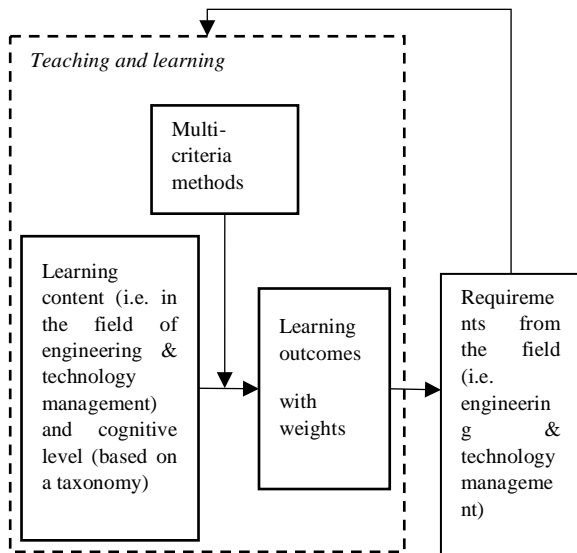 Teaching and learning
Multi-
criteria
methods
Learning
content (i.e. in
the field of
engineering &
technology
management)
and cognitive
level (based on
a taxonomy)
Learning
outcomes
with
weights
Requireme
nts from
the field
(i.e.
engineerin
g &
technology
manageme
nt)